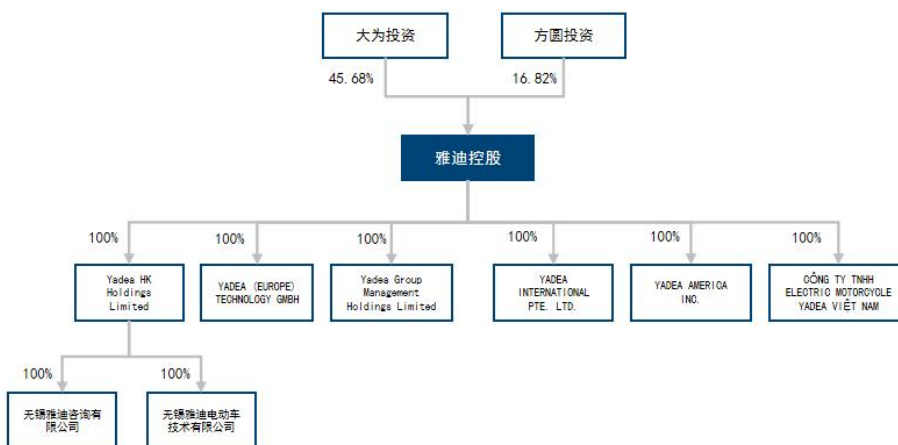 大为投资
方圆投资
45.68%
16.82%
雅迪控股
100%
100%
100%
100%
100%
100%
Yadea HK
Holdings
Limited
YADEA (EUROPE)
TECHNOLOGY GMBH
Yadea Group
Management
Holdings Limited
YADEA
INTERNATIONAL
PTE. LTD.
YADEA AMERICA
INC.
CÔNG TY TNHH
ELECTRIC MOTORCYCLE
YADEA VIỆT NAM
100%
100%
无锡雅迪咨询有
限公司
无锡雅迪电动车
技术有限公司